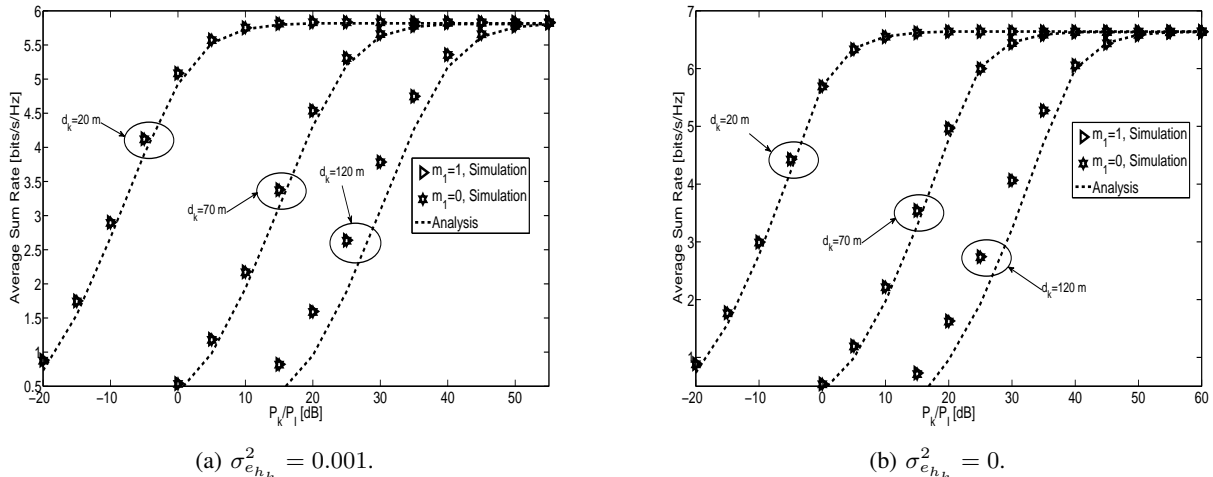 6
5.5
5
4.5
4
3.5
3
2.5
2
1.5
1
0.5
Average Sum Rate [bits/s/Hz]
d_k=20 m
d_k=70 m
d_k=120 m
m_1=1, Simulation
m_1=0, Simulation
Analysis
−20 −10 0 10 20 30 40 50
P_k/P_I [dB]
(a) σ²_{e_{h_k}} = 0.001.
7
6
5
4
3
2
1
Average Sum Rate [bits/s/Hz]
d_k=20 m
d_k=70 m
d_k=120 m
m_1=1, Simulation
m_1=0, Simulation
Analysis
−20 −10 0 10 20 30 40 50 60
P_k/P_I [dB]
(b) σ²_{e_{h_k}} = 0.